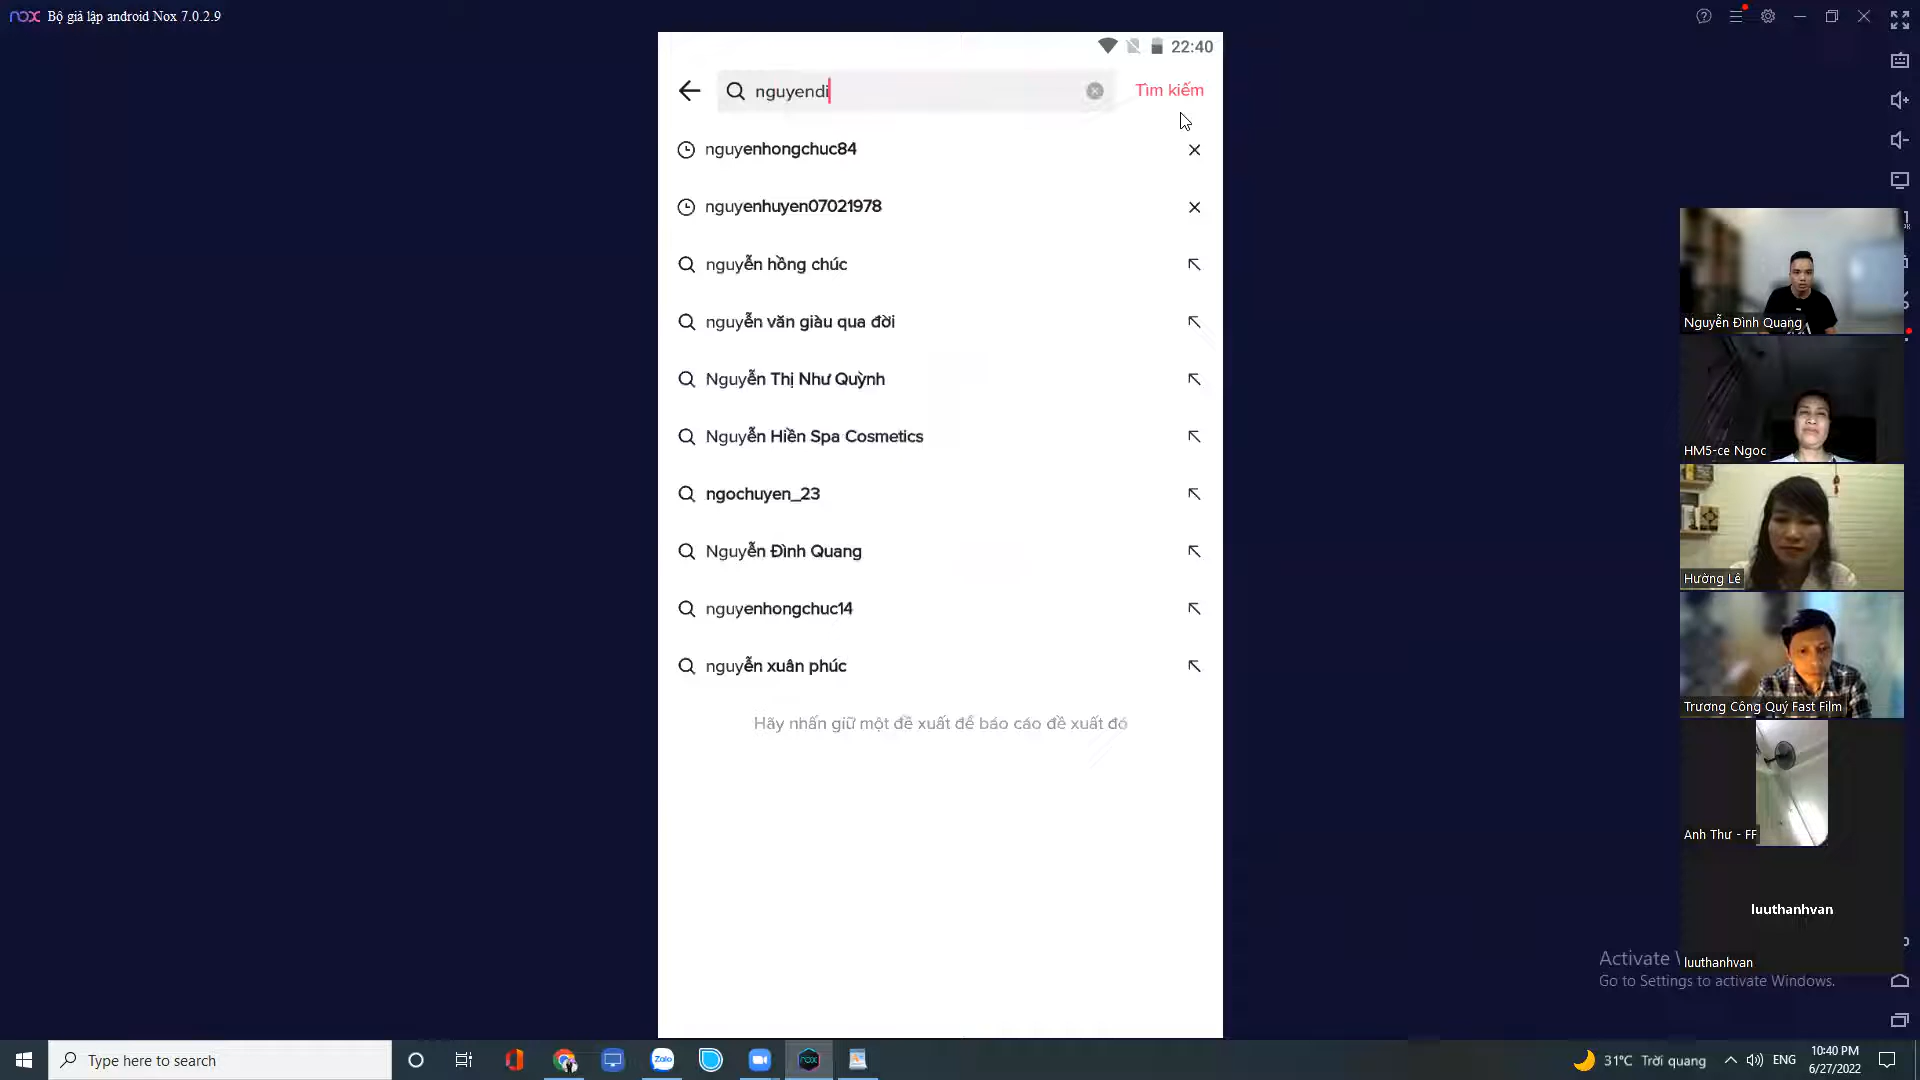 nox Bộ giả lập android Nox 7.0.2.9
22:40
nguyendi
Tìm kiếm
nguyenhongchuc84
nguyenhuyen07021978
nguyễn hồng chúc
nguyễn văn giàu qua đời
Nguyễn Thị Như Quỳnh
Nguyễn Hiền Spa Cosmetics
ngochuyen_23
Nguyễn Đình Quang
nguyenhongchuc14
nguyễn xuân phúc
Hãy nhấn giữ một đề xuất để báo cáo đề xuất đó
Nguyễn Đình Quang
HM5-ce Ngoc
Hường Lê
Trương Công Quý Fast Film
Anh Thư - FF
luuthanhvan
luuthanhvan
Activate
Go to Settings to activate Windows.
Type here to search
Zalo
nox
31°C Trời quang
ENG
10:40 PM
6/27/2022